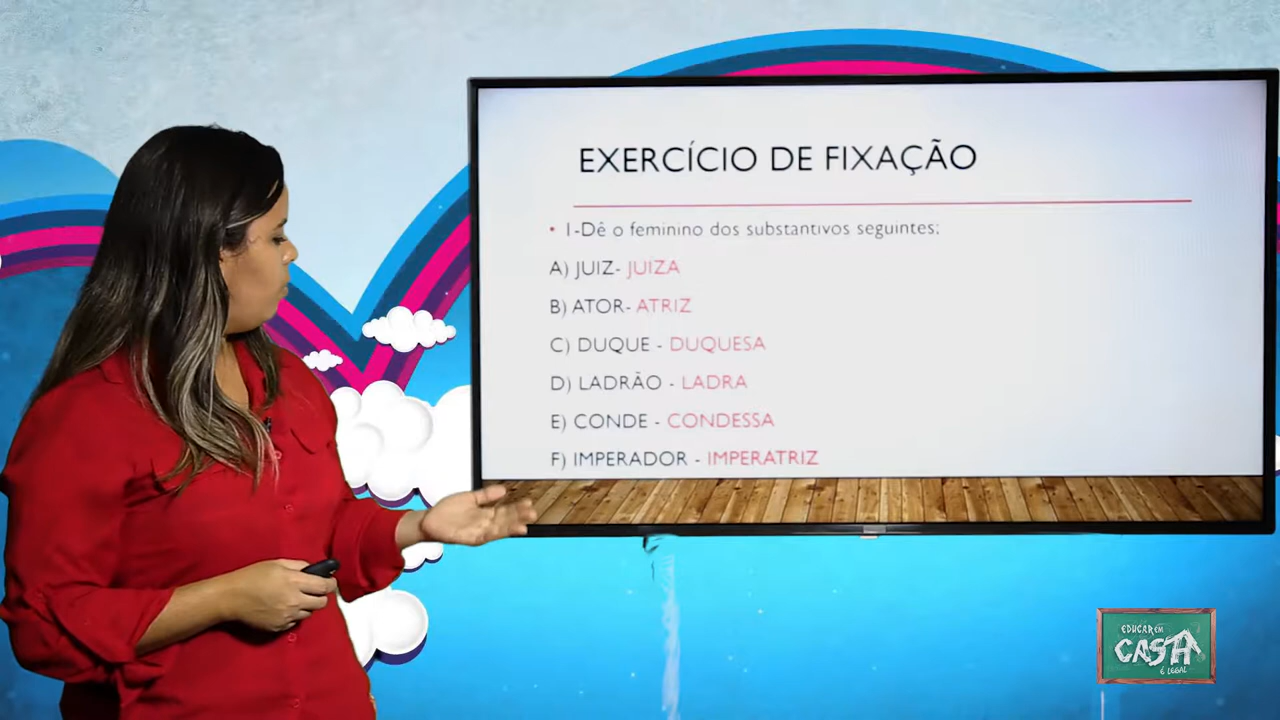 EXERCÍCIO DE FIXAÇÃO
• 1-Dê o feminino dos substantivos seguintes;
A) JUIZ- JUIZA
B) ATOR- ATRIZ
C) DUQUE - DUQUESA
D) LADRÃO - LADRA
E) CONDE - CONDESSA
F) IMPERADOR - IMPERATRIZ
EDUCAR EM
CASA
É LEGAL